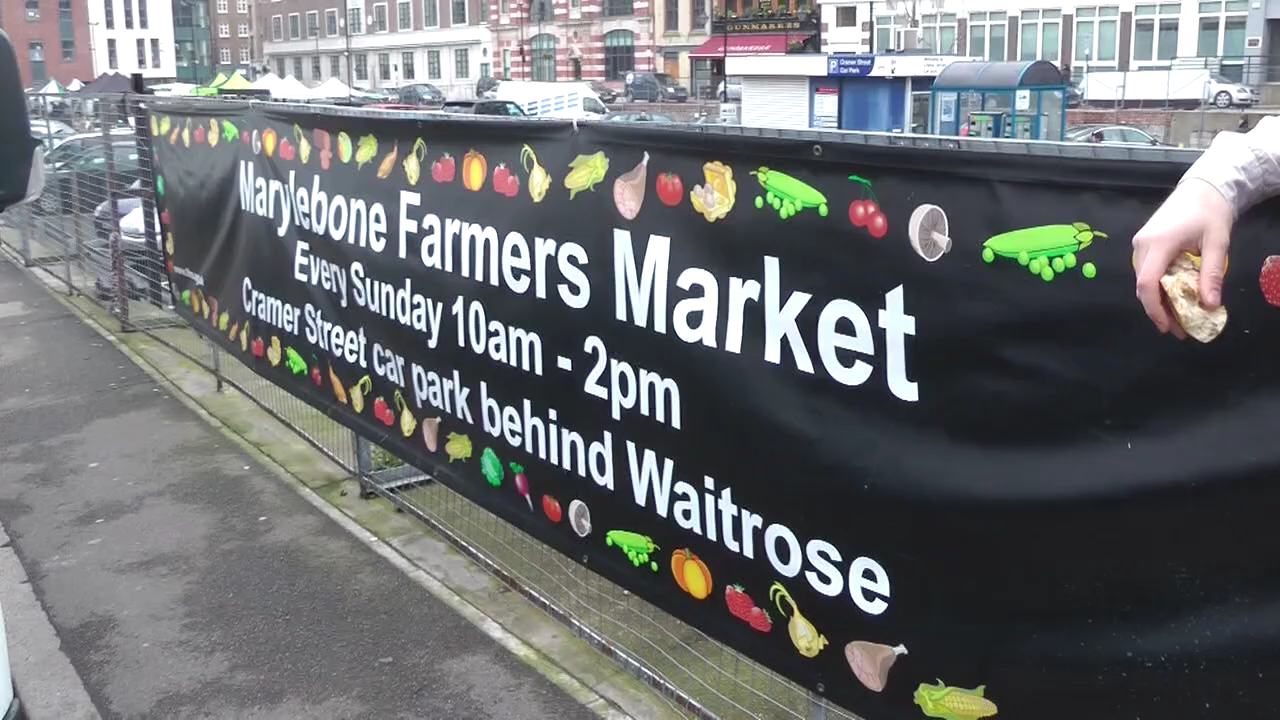 GUNMAKERS
P Cramer Street
Car Park
Marylebone Farmers Market
Every Sunday 10am - 2pm
Cramer Street car park behind Waitrose